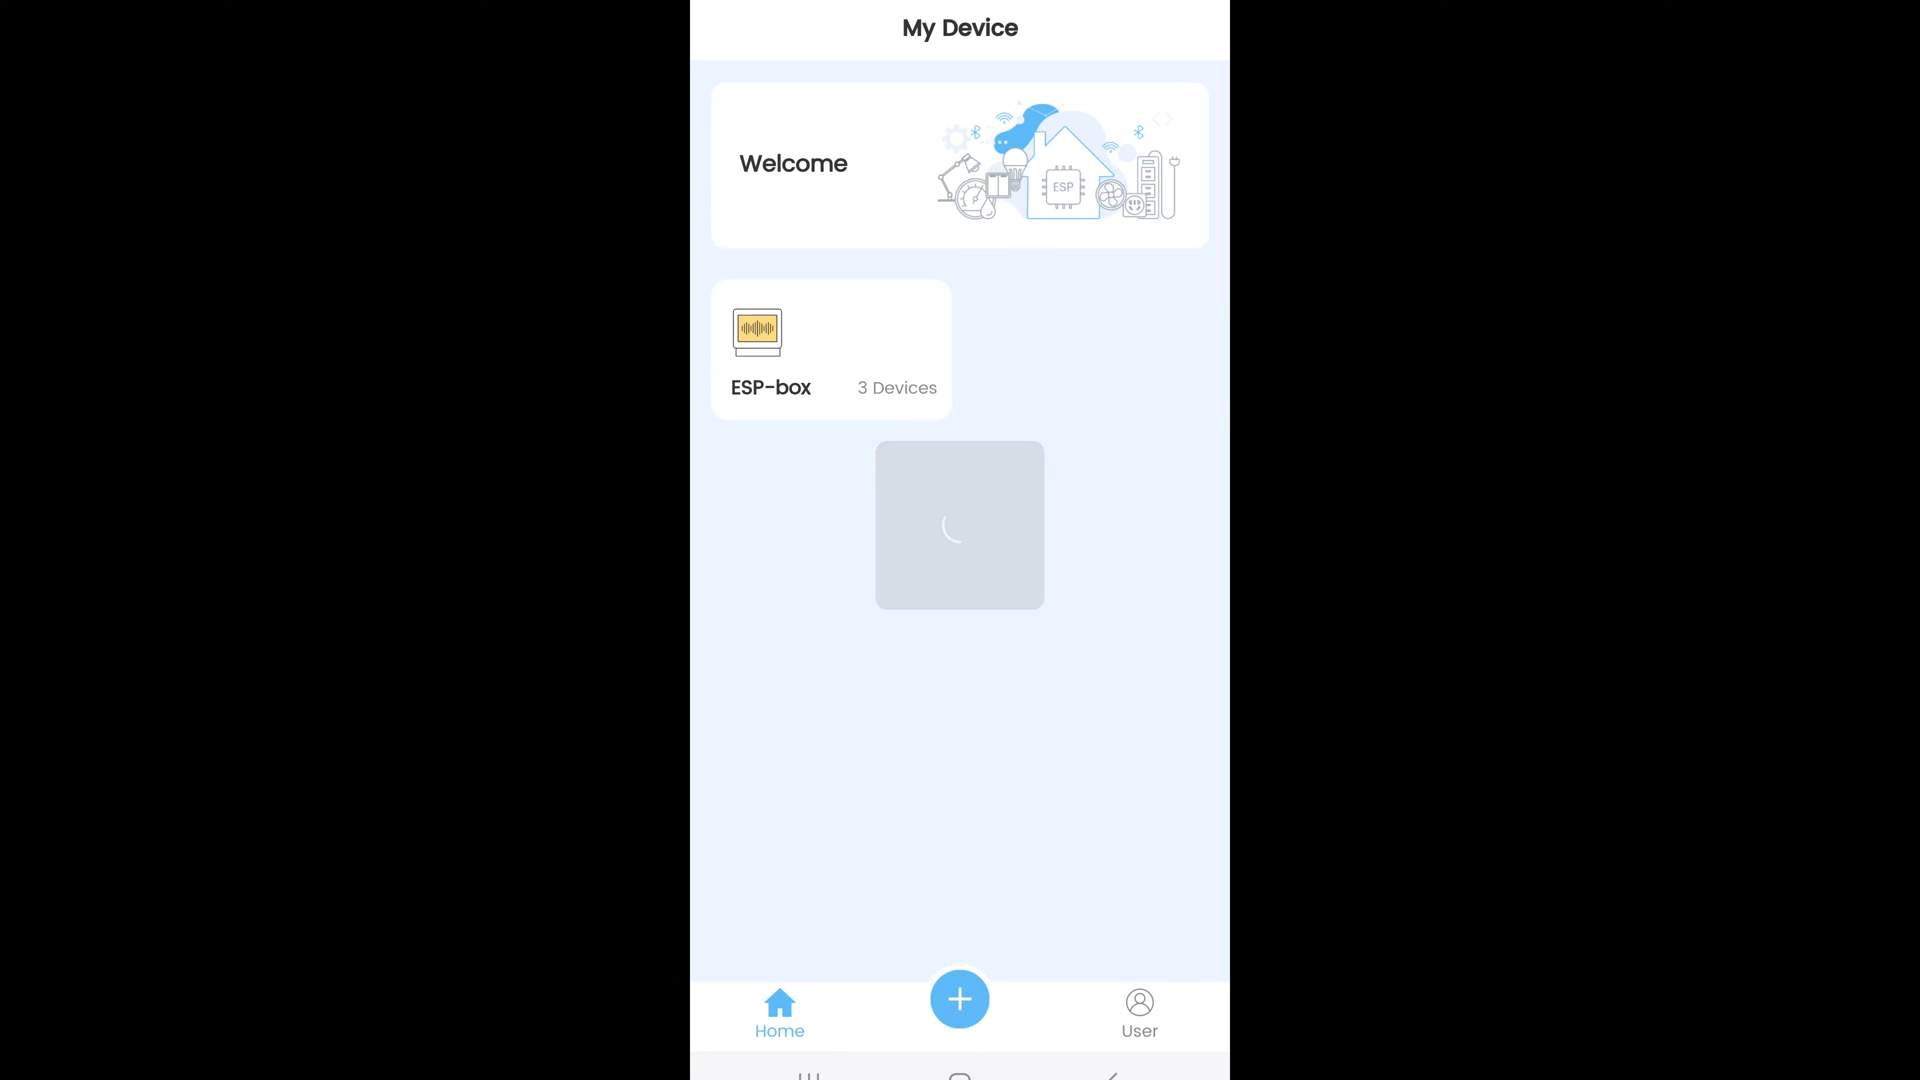 My Device
Welcome
ESP
ESP-box 3 Devices
Home
User